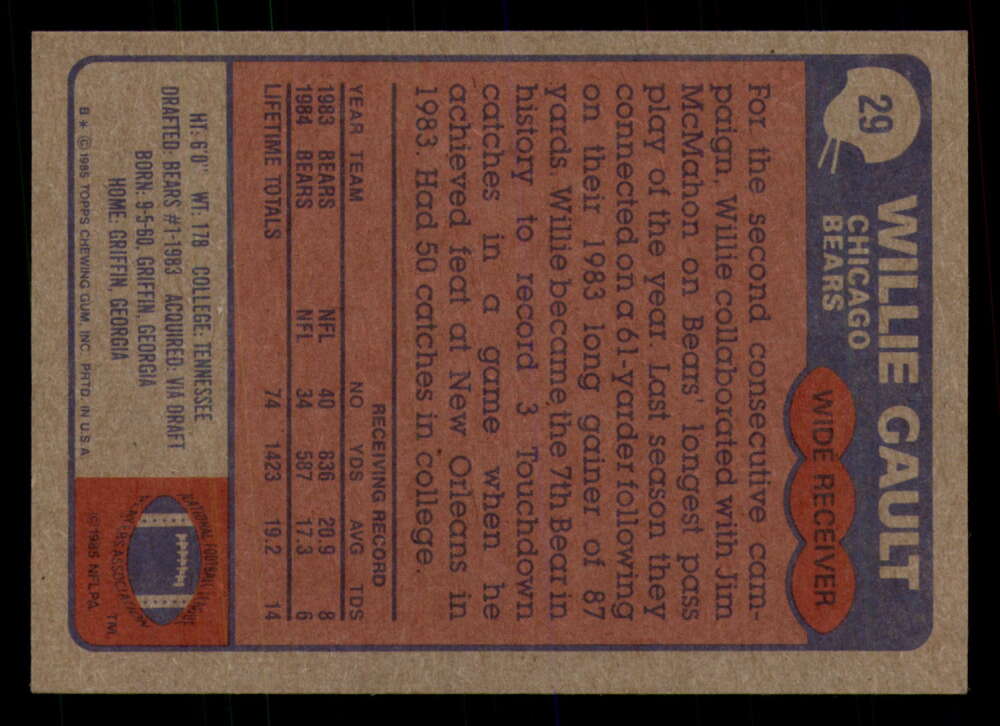 29
WILLIE GAULT
CHICAGO
BEARS
WIDE RECEIVER
For the second consecutive cam-
paign, Willie collaborated with Jim
McMahon on Bears' longest pass
play of the year. Last season they
connected on a 61-yarder following
on their 1983 long gainer of 87
yards. Willie became the 7th Bear in
history to record 3 Touchdown
catches in a game when he
achieved feat at New Orleans in
1983. Had 50 catches in college.
RECEIVING RECORD
YEAR TEAM NO YDS AVG TDS
1983 BEARS NFL 40 836 20.9 8
1984 BEARS NFL 34 587 17.3 6
LIFETIME TOTALS 74 1423 19.2 14
HT: 6'0" WT: 178 COLLEGE: TENNESSEE
DRAFTED: BEARS #1-1983 ACQUIRED: VIA DRAFT
BORN: 9-5-60, GRIFFIN, GEORGIA
HOME: GRIFFIN, GEORGIA
B * © 1985 TOPPS CHEWING GUM, INC. PRTD. IN U.S.A.
NATIONAL FOOTBALL LEAGUE
PLAYERS ASSOCIATION
©1985 NFLPA TM.